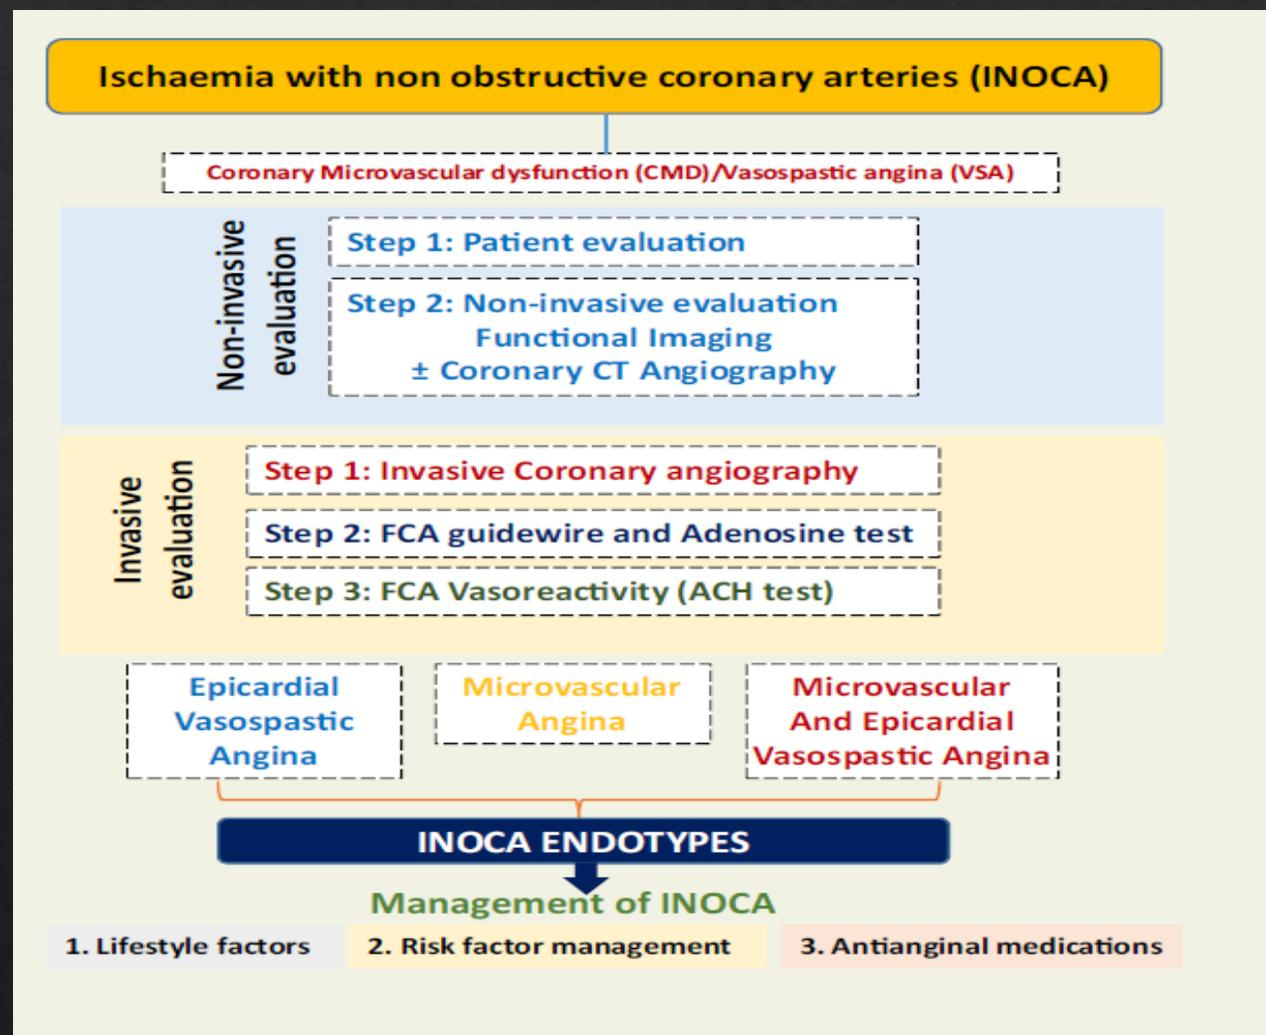 Ischaemia with non obstructive coronary arteries (INOCA)
Coronary Microvascular dysfunction (CMD)/Vasospastic angina (VSA)
Non-invasive
evaluation
Step 1: Patient evaluation
Step 2: Non-invasive evaluation
Functional Imaging
± Coronary CT Angiography
Invasive
evaluation
Step 1: Invasive Coronary angiography
Step 2: FCA guidewire and Adenosine test
Step 3: FCA Vasoreactivity (ACH test)
Epicardial
Vasospastic
Angina
Microvascular
Angina
Microvascular
And Epicardial
Vasospastic Angina
INOCA ENDOTYPES
Management of INOCA
1. Lifestyle factors
2. Risk factor management
3. Antianginal medications